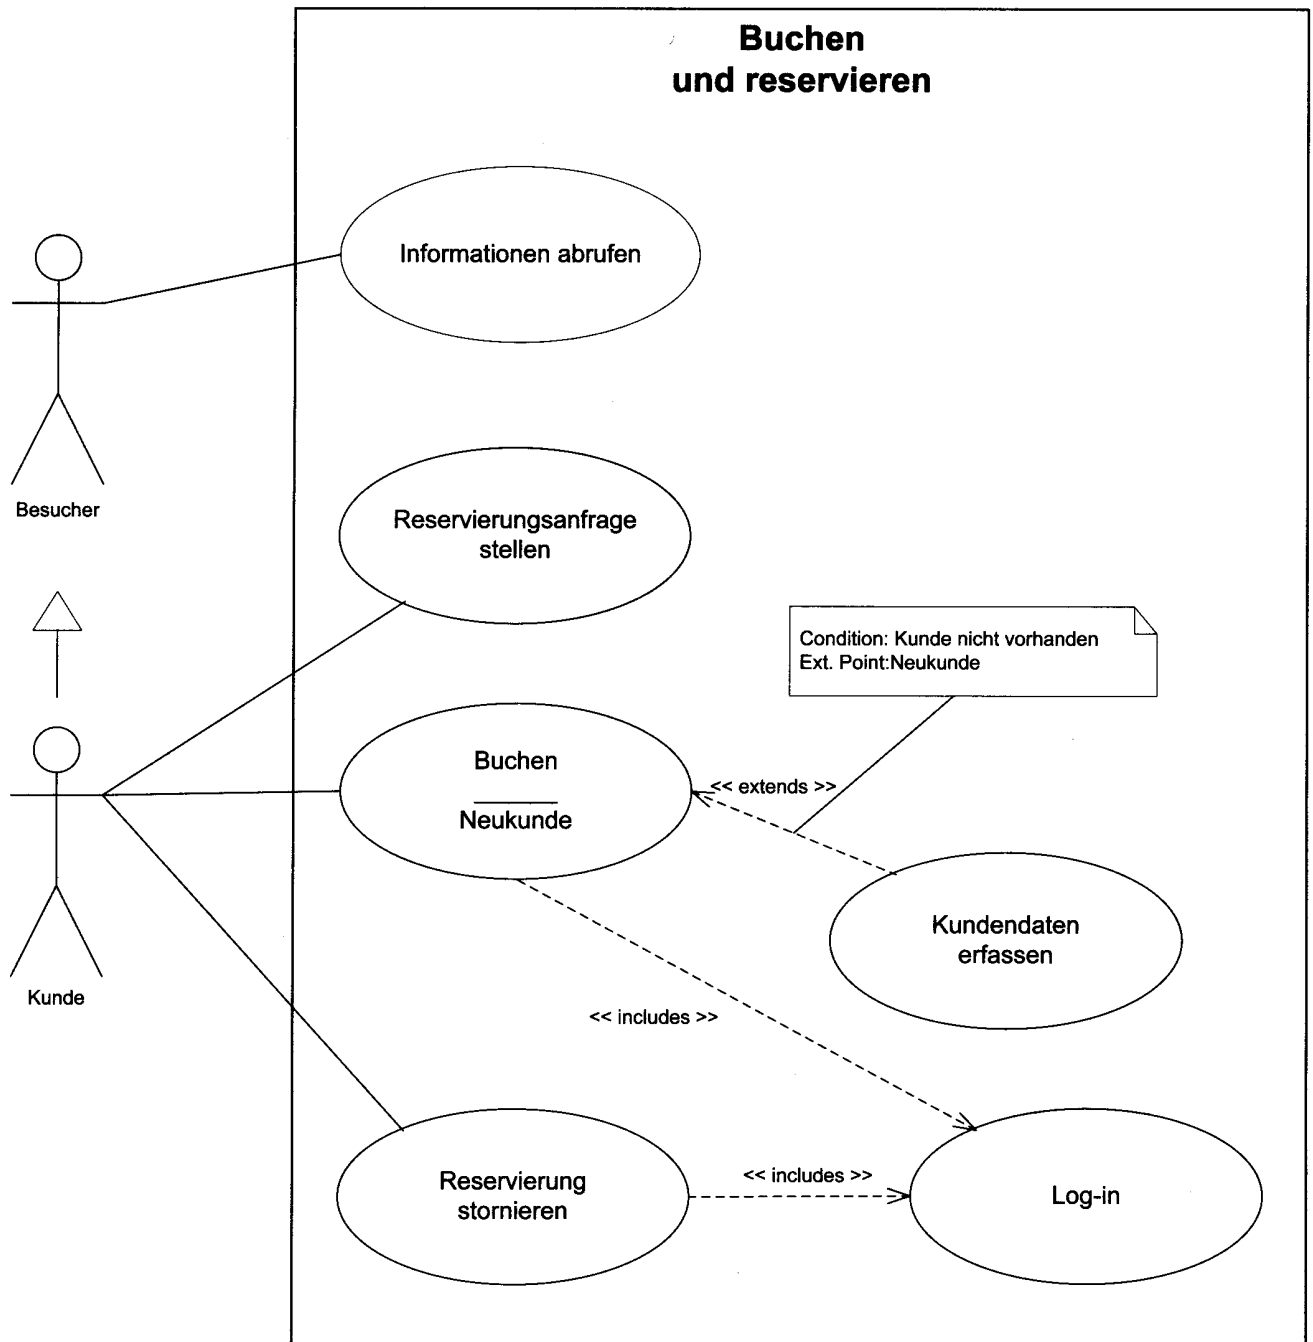 Buchen
und reservieren
Informationen abrufen
Besucher
Reservierungsanfrage
stellen
Condition: Kunde nicht vorhanden
Ext. Point:Neukunde
Buchen
Neukunde
<< extends >>
Kundendaten
erfassen
Kunde
<< includes >>
Reservierung
stornieren
<< includes >>
Log-in